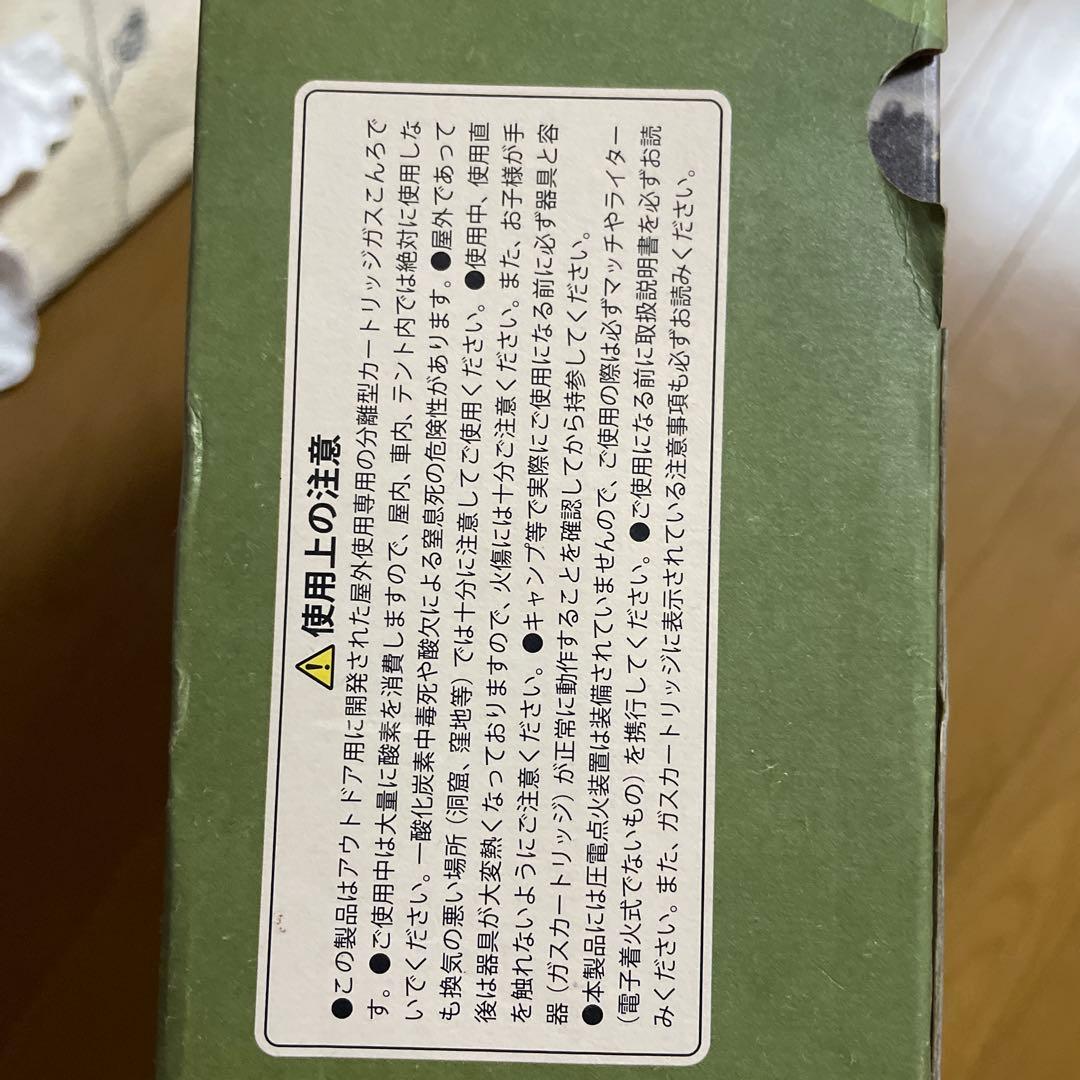 使用上の注意
●この製品はアウトドア用に開発された屋外使用専用の分離型カートリッジガスこんろで
す。●ご使用中は大量に酸素を消費しますので、屋内、車内、テント内では絶対に使用しな
いでください。一酸化炭素中毒死や酸欠による窒息死の危険性があります。●屋外であって
も換気の悪い場所（洞窟、窪地等）では十分に注意してご使用ください。●使用中、使用直
後は器具が大変熱くなっておりますので、火傷には十分ご注意ください。また、お子様が手
を触れないようにご注意ください。●キャンプ等で実際にご使用になる前に必ず器具と容
器（ガスカートリッジ）が正常に動作することを確認してから持参してください。
●本製品には圧電点火装置は装備されていませんので、ご使用の際は必ずマッチやライター
（電子着火式でないもの）を携行してください。●ご使用になる前に取扱説明書を必ずお読
みください。また、ガスカートリッジに表示されている注意事項も必ずお読みください。